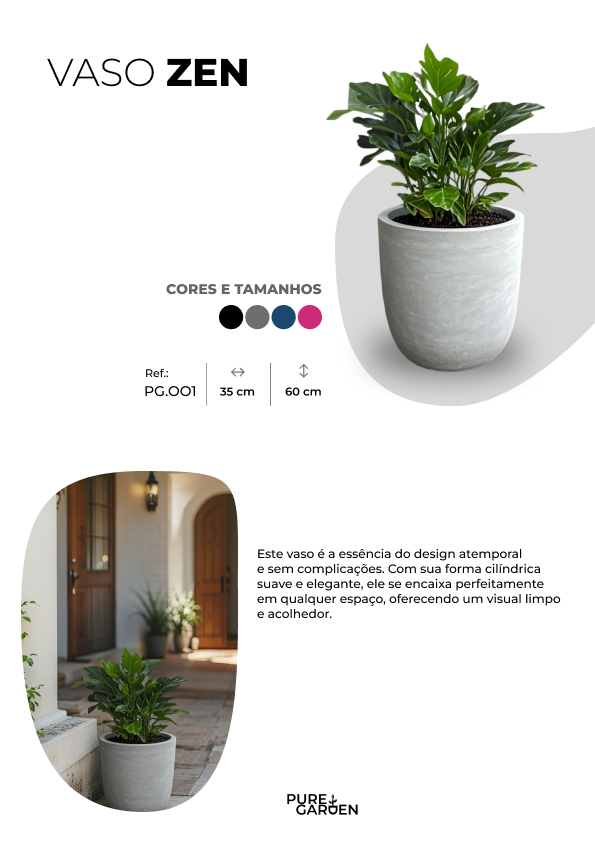 VASO ZEN
CORES E TAMANHOS
Ref.:
PG.001
35 cm
60 cm
Este vaso é a essência do design atemporal
e sem complicações. Com sua forma cilíndrica
suave e elegante, ele se encaixa perfeitamente
em qualquer espaço, oferecendo um visual limpo
e acolhedor.
PURE
GARDEN